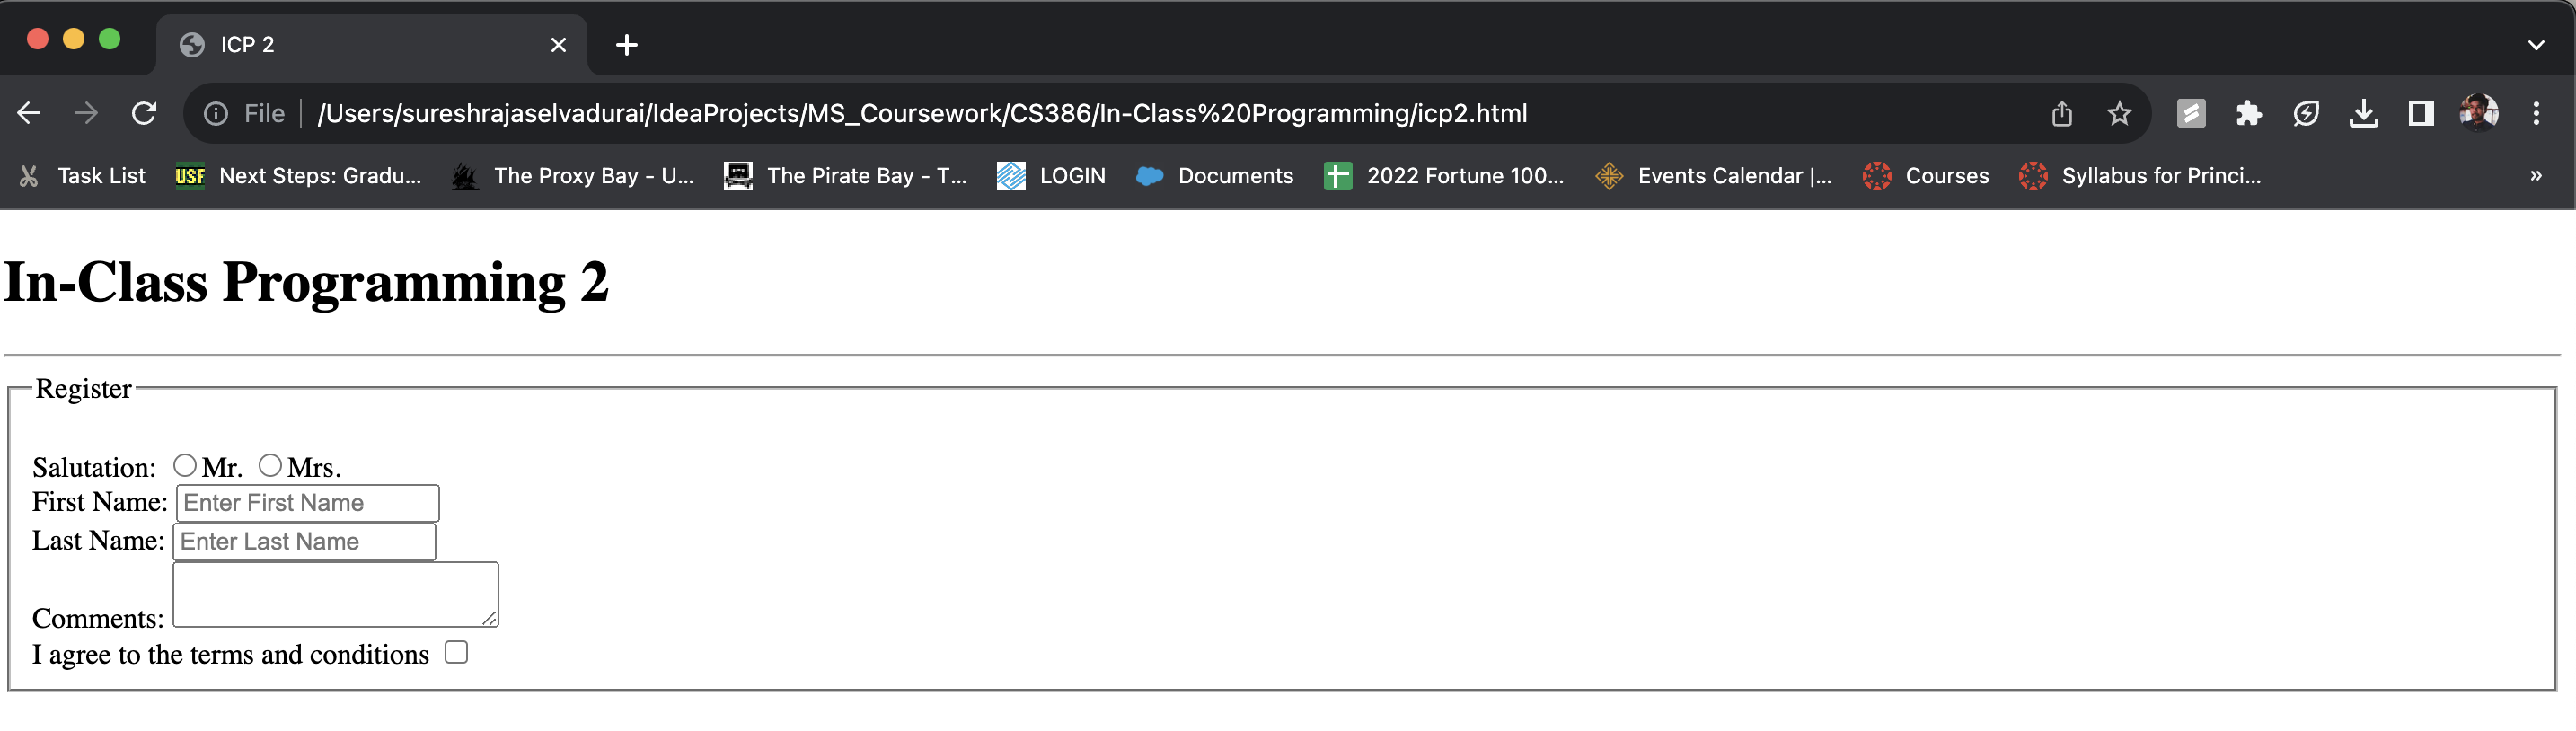 ICP 2
File /Users/sureshrajaselvadurai/IdeaProjects/MS_Coursework/CS386/In-Class%20Programming/icp2.html
Task List USF Next Steps: Gradu... The Proxy Bay - U... The Pirate Bay - T... LOGIN Documents 2022 Fortune 100... Events Calendar |... Courses Syllabus for Princi... »
In-Class Programming 2
Register
Salutation: Mr. Mrs.
First Name: Enter First Name
Last Name: Enter Last Name
Comments:
I agree to the terms and conditions